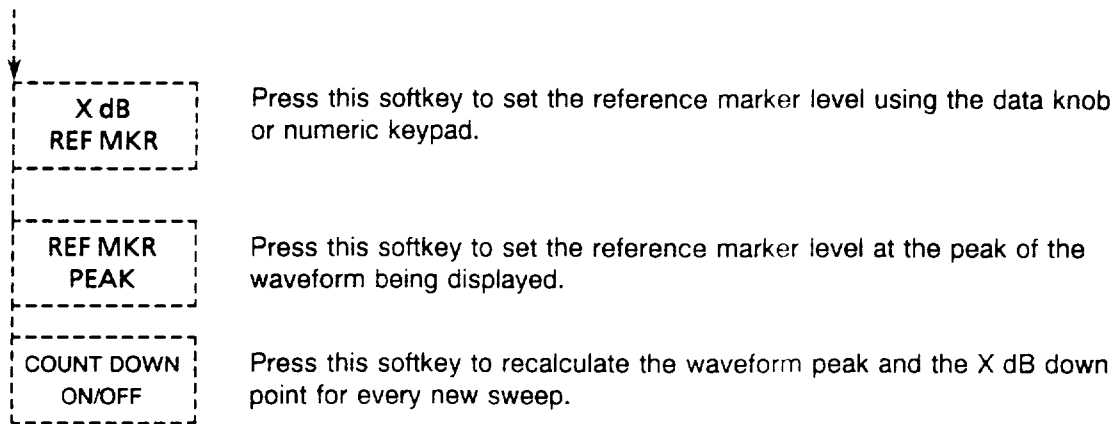 X dB
REF MKR
Press this softkey to set the reference marker level using the data knob
or numeric keypad.
REF MKR
PEAK
Press this softkey to set the reference marker level at the peak of the
waveform being displayed.
COUNT DOWN
ON/OFF
Press this softkey to recalculate the waveform peak and the X dB down
point for every new sweep.